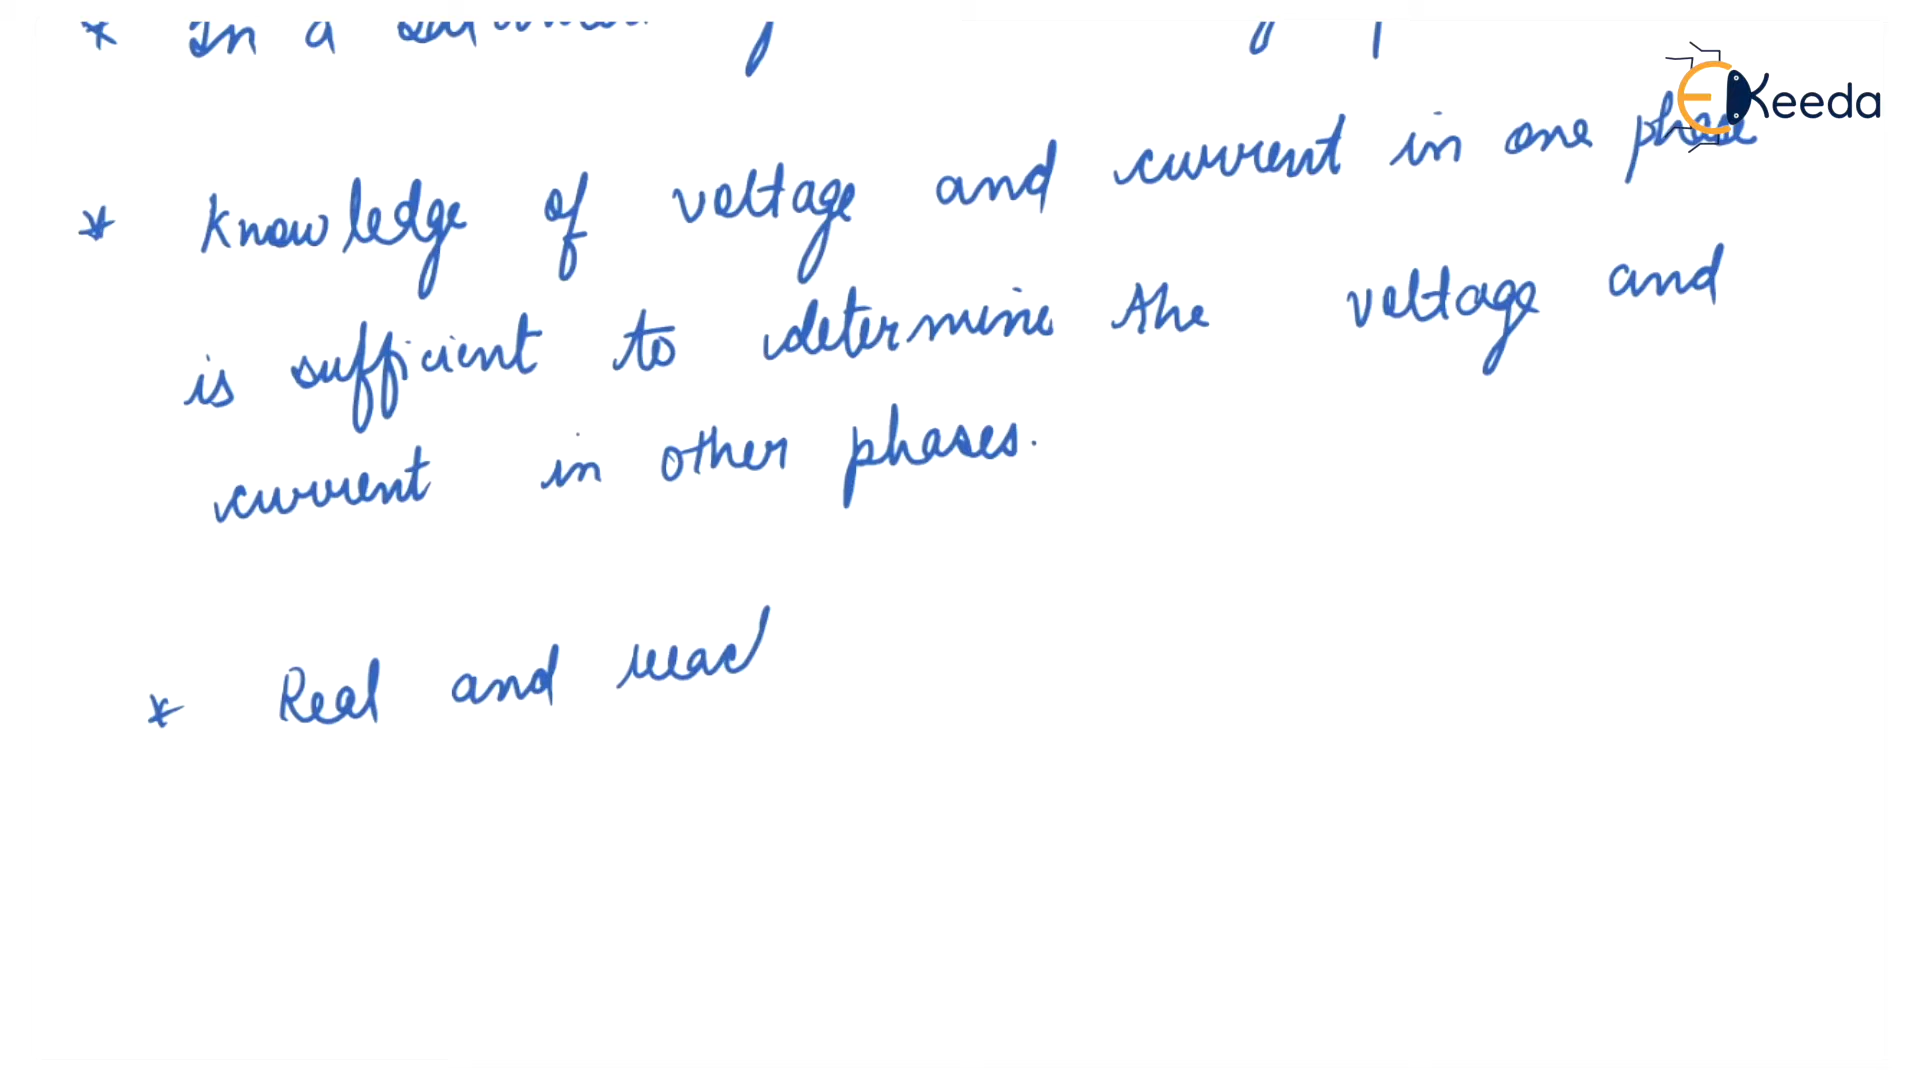 * In a
Keeda
* Knowledge of voltage and current in one phase
is sufficient to determine the voltage and
current in other phases.
* Real and reac